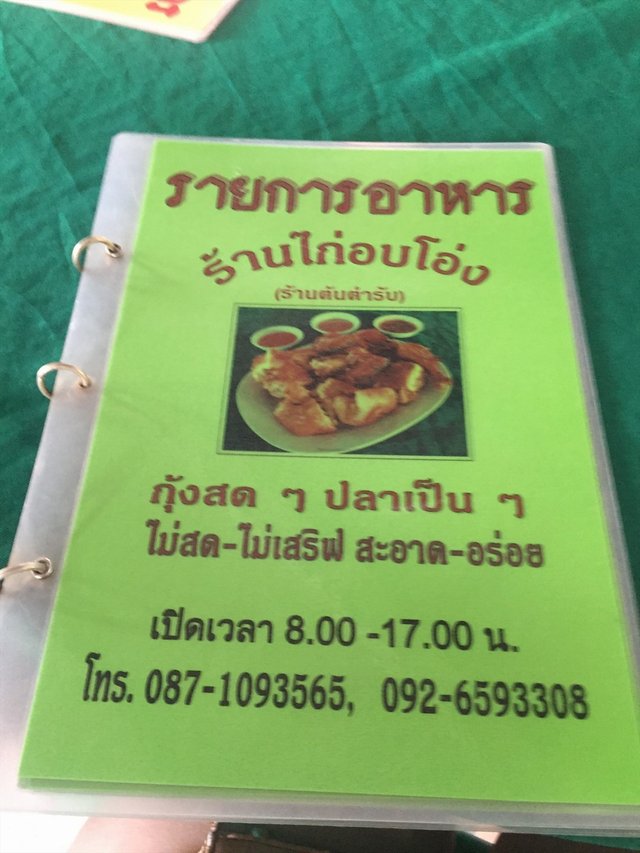 รายการอาหาร
ร้านไก่อบโอ่ง
(ร้านต้นตำรับ)
กุ้งสด ๆ ปลาเป็น ๆ
ไม่สด-ไม่เสริฟ สะอาด-อร่อย
เปิดเวลา 8.00 -17.00 น.
โทร. 087-1093565, 092-6593308